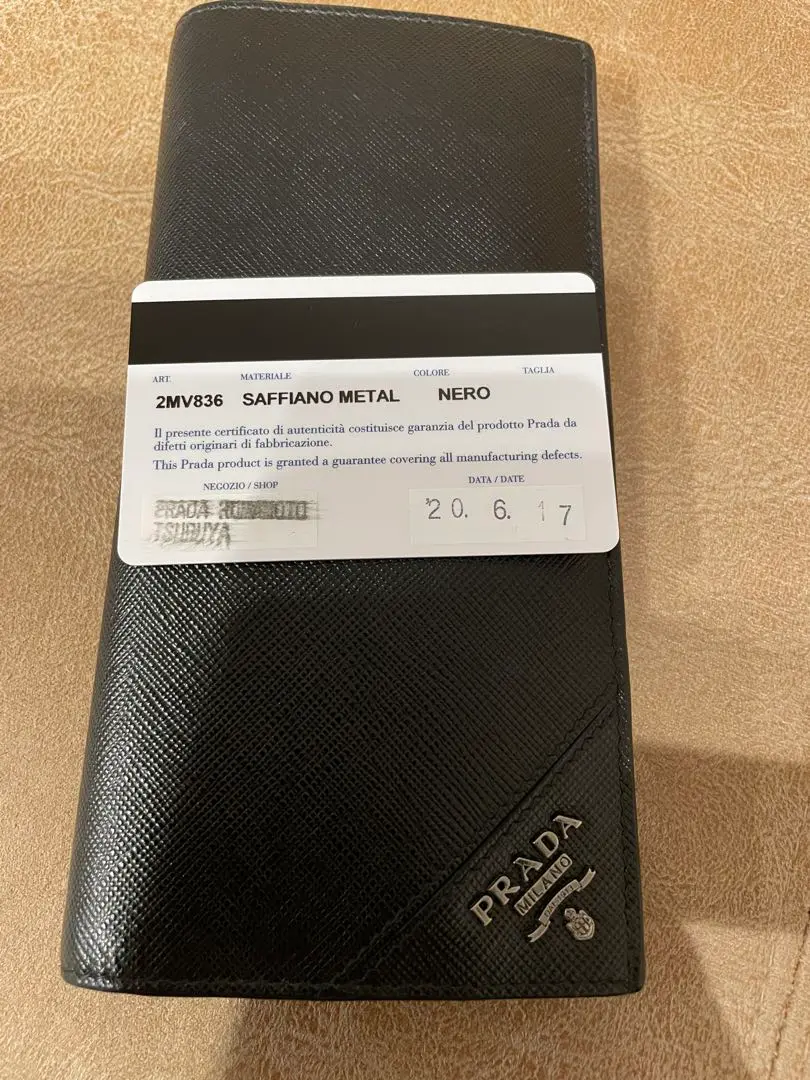 ART. MATERIALE COLORE TAGLIA
2MV836 SAFFIANO METAL NERO
Il presente certificato di autenticità costituisce garanzia del prodotto Prada da
difetti originari di fabbricazione.
This Prada product is granted a guarantee covering all manufacturing defects.
NEGOZIO / SHOP DATA / DATE
PRADA
'20. 6. 17
PRADA
MILANO